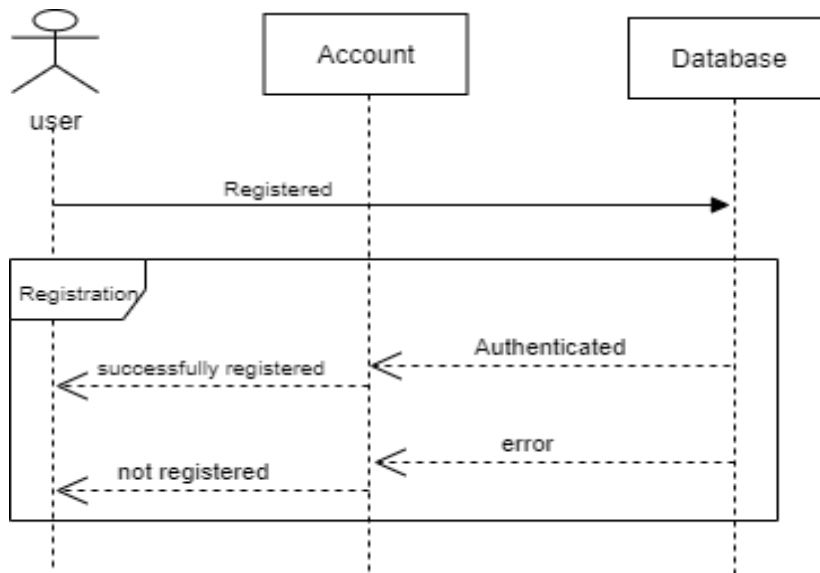 Account
Database
user
Registered
Registration
Authenticated
successfully registered
error
not registered